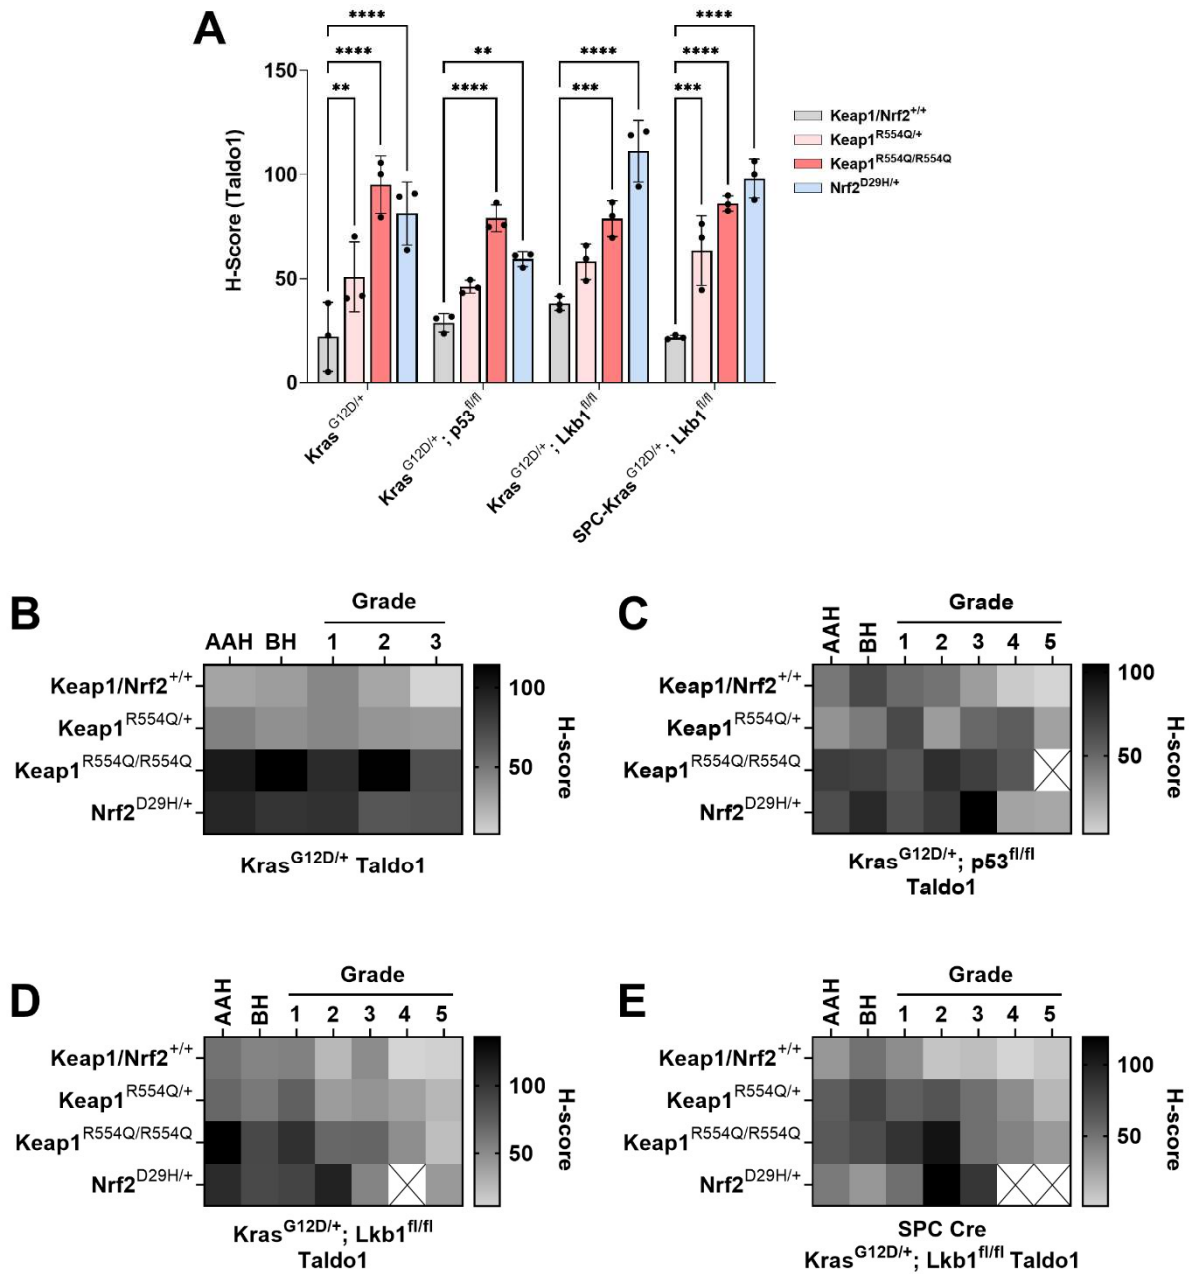 A
****
****
**
**
****
****
***
****
****
***
150
100
50
0
H-Score (Taldo1)
Keap1/Nrf2+/+
Keap1R554Q/+
Keap1R554Q/R554Q
Nrf2D29H/+
KrasG12D/+
KrasG12D/+; p53fl/fl
KrasG12D/+; Lkb1fl/fl
SPC-KrasG12D/+; Lkb1fl/fl
B
Grade
AAH BH 1 2 3
Keap1/Nrf2+/+
Keap1R554Q/+
Keap1R554Q/R554Q
Nrf2D29H/+
100
50
H-score
KrasG12D/+ Taldo1
C
Grade
AAH BH 1 2 3 4 5
Keap1/Nrf2+/+
Keap1R554Q/+
Keap1R554Q/R554Q
Nrf2D29H/+
100
50
H-score
KrasG12D/+; p53fl/fl
Taldo1
D
Grade
AAH BH 1 2 3 4 5
Keap1/Nrf2+/+
Keap1R554Q/+
Keap1R554Q/R554Q
Nrf2D29H/+
100
50
H-score
KrasG12D/+; Lkb1fl/fl
Taldo1
E
Grade
AAH BH 1 2 3 4 5
Keap1/Nrf2+/+
Keap1R554Q/+
Keap1R554Q/R554Q
Nrf2D29H/+
100
50
H-score
SPC Cre
KrasG12D/+; Lkb1fl/fl Taldo1